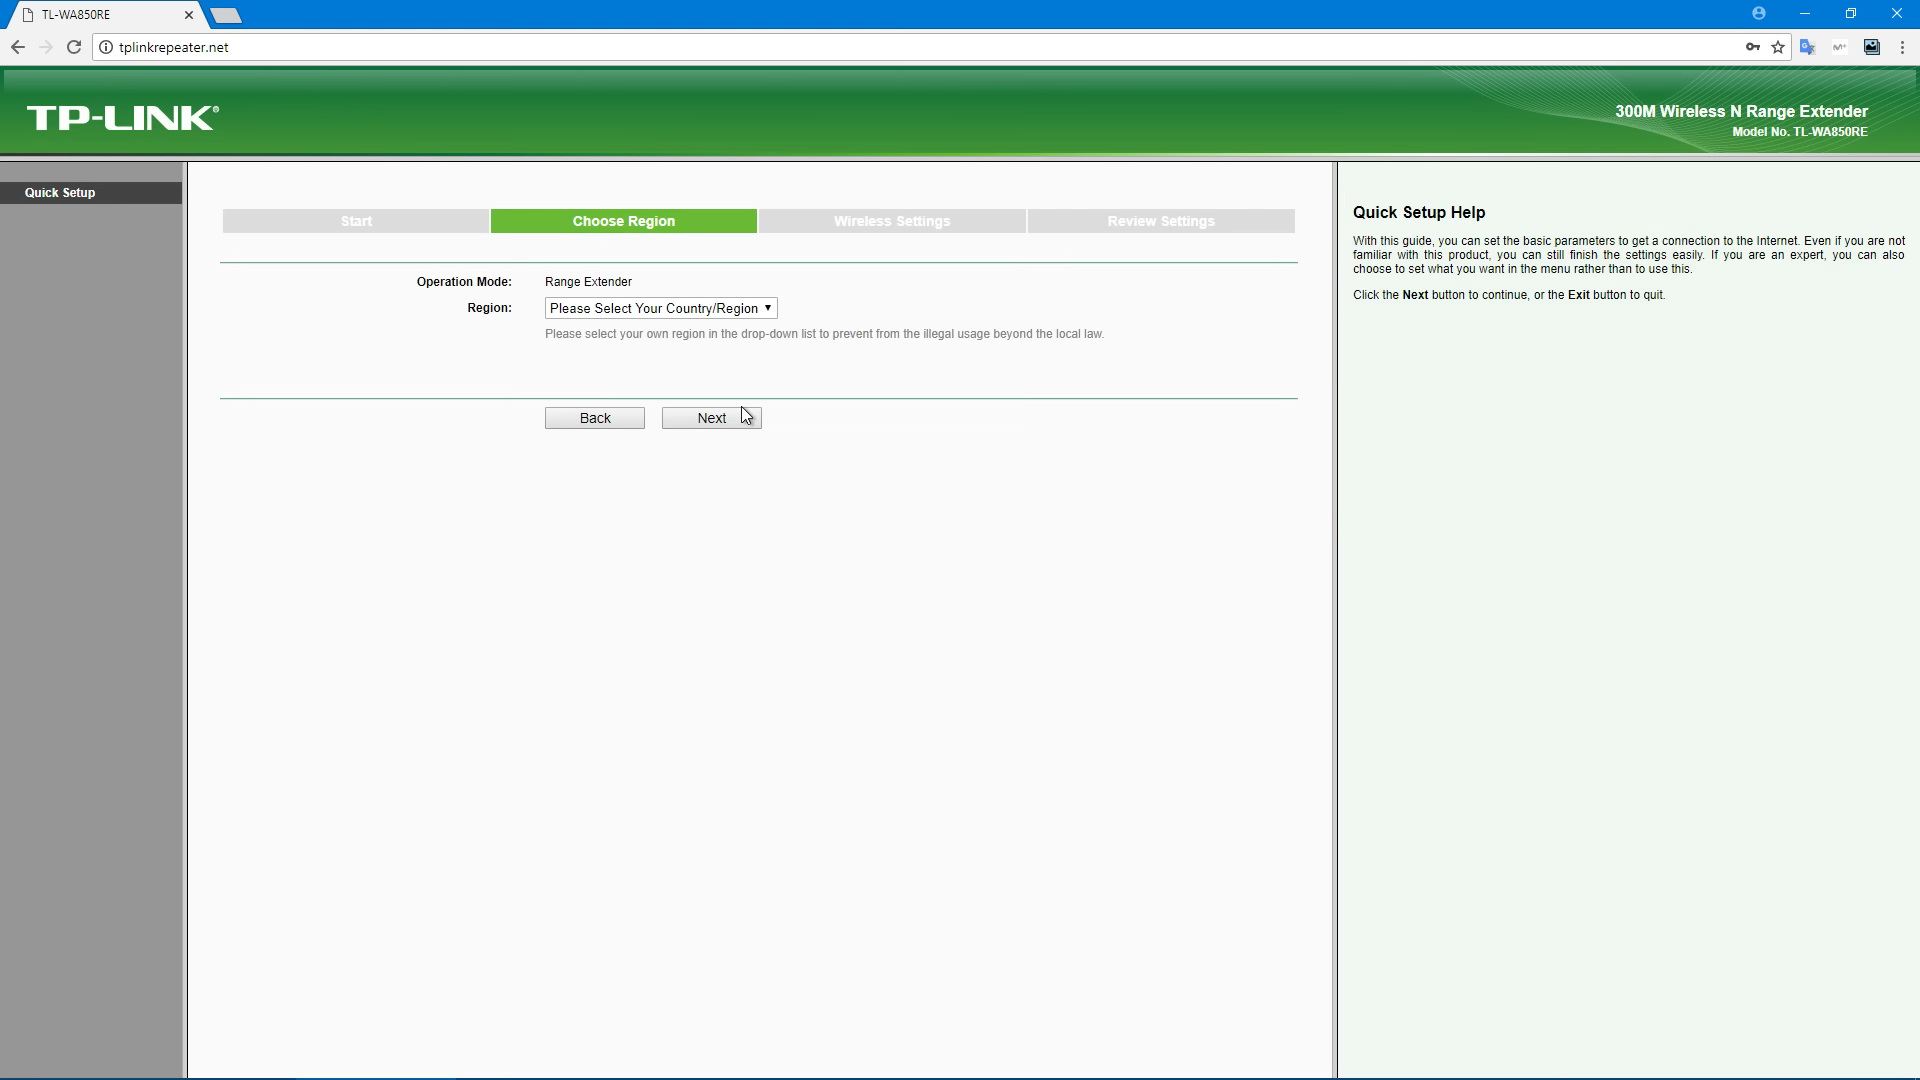 TL-WA850RE
tplinkrepeater.net
TP-LINK®
300M Wireless N Range Extender
Model No. TL-WA850RE
Quick Setup
Start
Choose Region
Wireless Settings
Review Settings
Operation Mode:
Range Extender
Region:
Please Select Your Country/Region
Please select your own region in the drop-down list to prevent from the illegal usage beyond the local law.
Back
Next
Quick Setup Help
With this guide, you can set the basic parameters to get a connection to the Internet. Even if you are not
familiar with this product, you can still finish the settings easily. If you are an expert, you can also
choose to set what you want in the menu rather than to use this.
Click the Next button to continue, or the Exit button to quit.